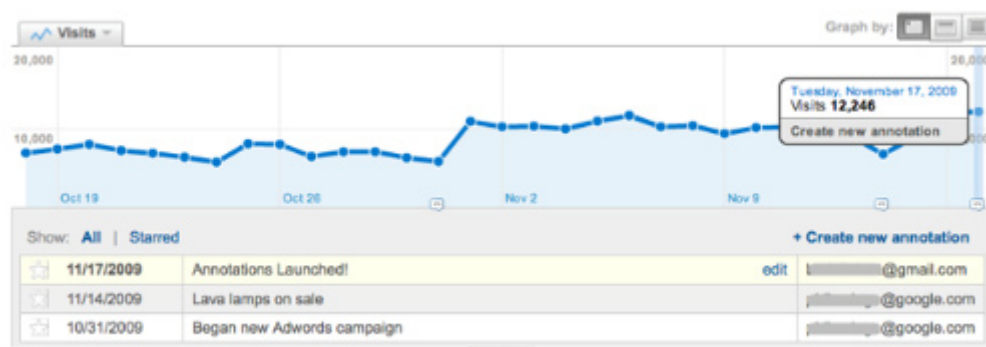 Visits
Graph by:
20,000
20,000
Tuesday, November 17, 2009
Visits 12,246
Create new annotation
10,000
Oct 19
Oct 26
Nov 2
Nov 9
Show: All | Starred
+ Create new annotation
11/17/2009 Annotations Launched! edit @gmail.com
11/14/2009 Lava lamps on sale @google.com
10/31/2009 Began new Adwords campaign @google.com